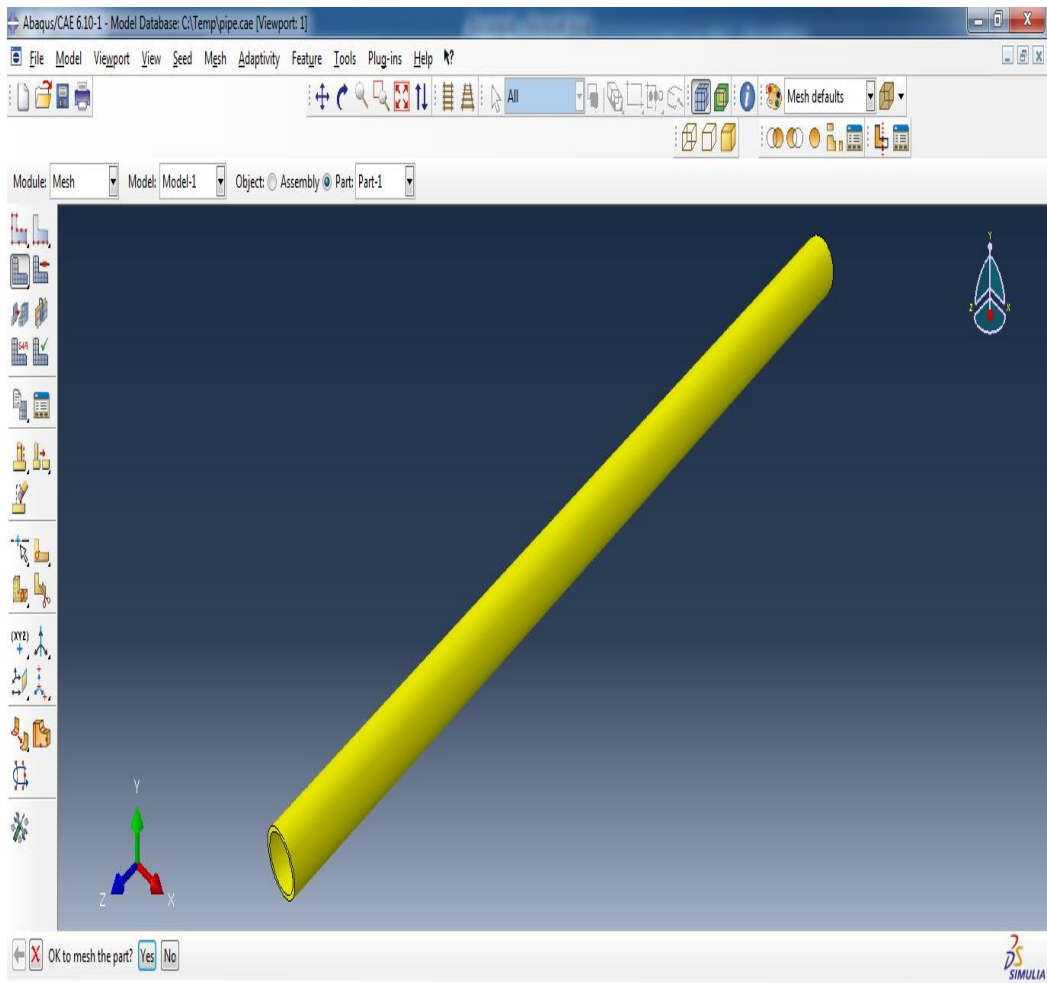 Abaqus/CAE 6.10-1 - Model Database: C:\Temp\pipe.cae [Viewport: 1]
File Model Viewport View Seed Mesh Adaptivity Feature Tools Plug-ins Help
All
Mesh defaults
Module: Mesh Model: Model-1 Object: Assembly Part: Part-1
S4R
(XYZ)
Y
Z X
Y
Z X
OK to mesh the part? Yes No
SIMULIA